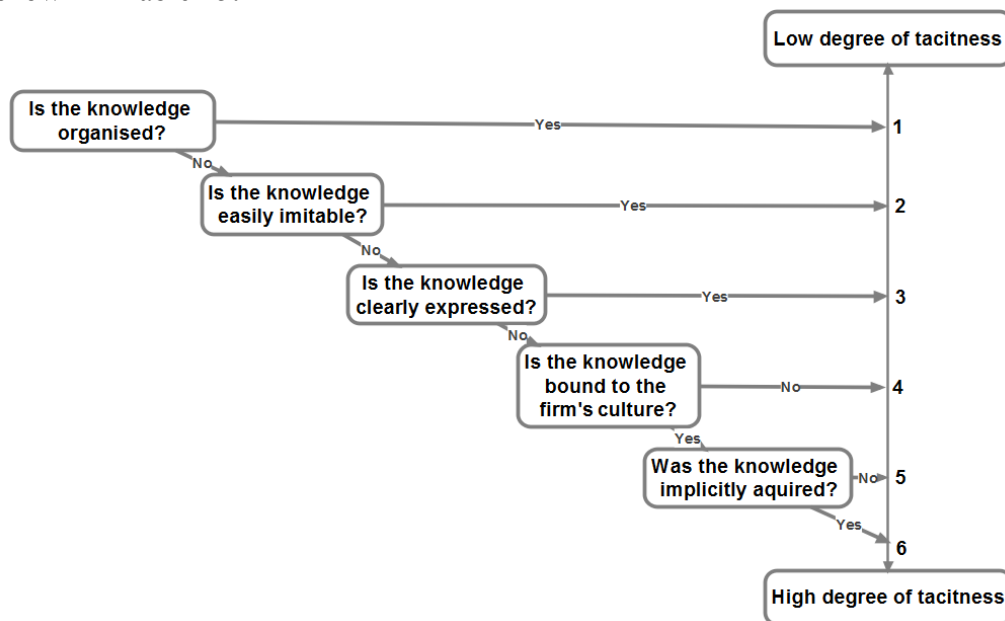 Low degree of tacitness
Is the knowledge
organised?
Yes
1
No
Is the knowledge
easily imitable?
Yes
2
No
Is the knowledge
clearly expressed?
Yes
3
No
Is the knowledge
bound to the
firm's culture?
No
4
Yes
Was the knowledge
implicitly aquired?
No
5
Yes
6
High degree of tacitness